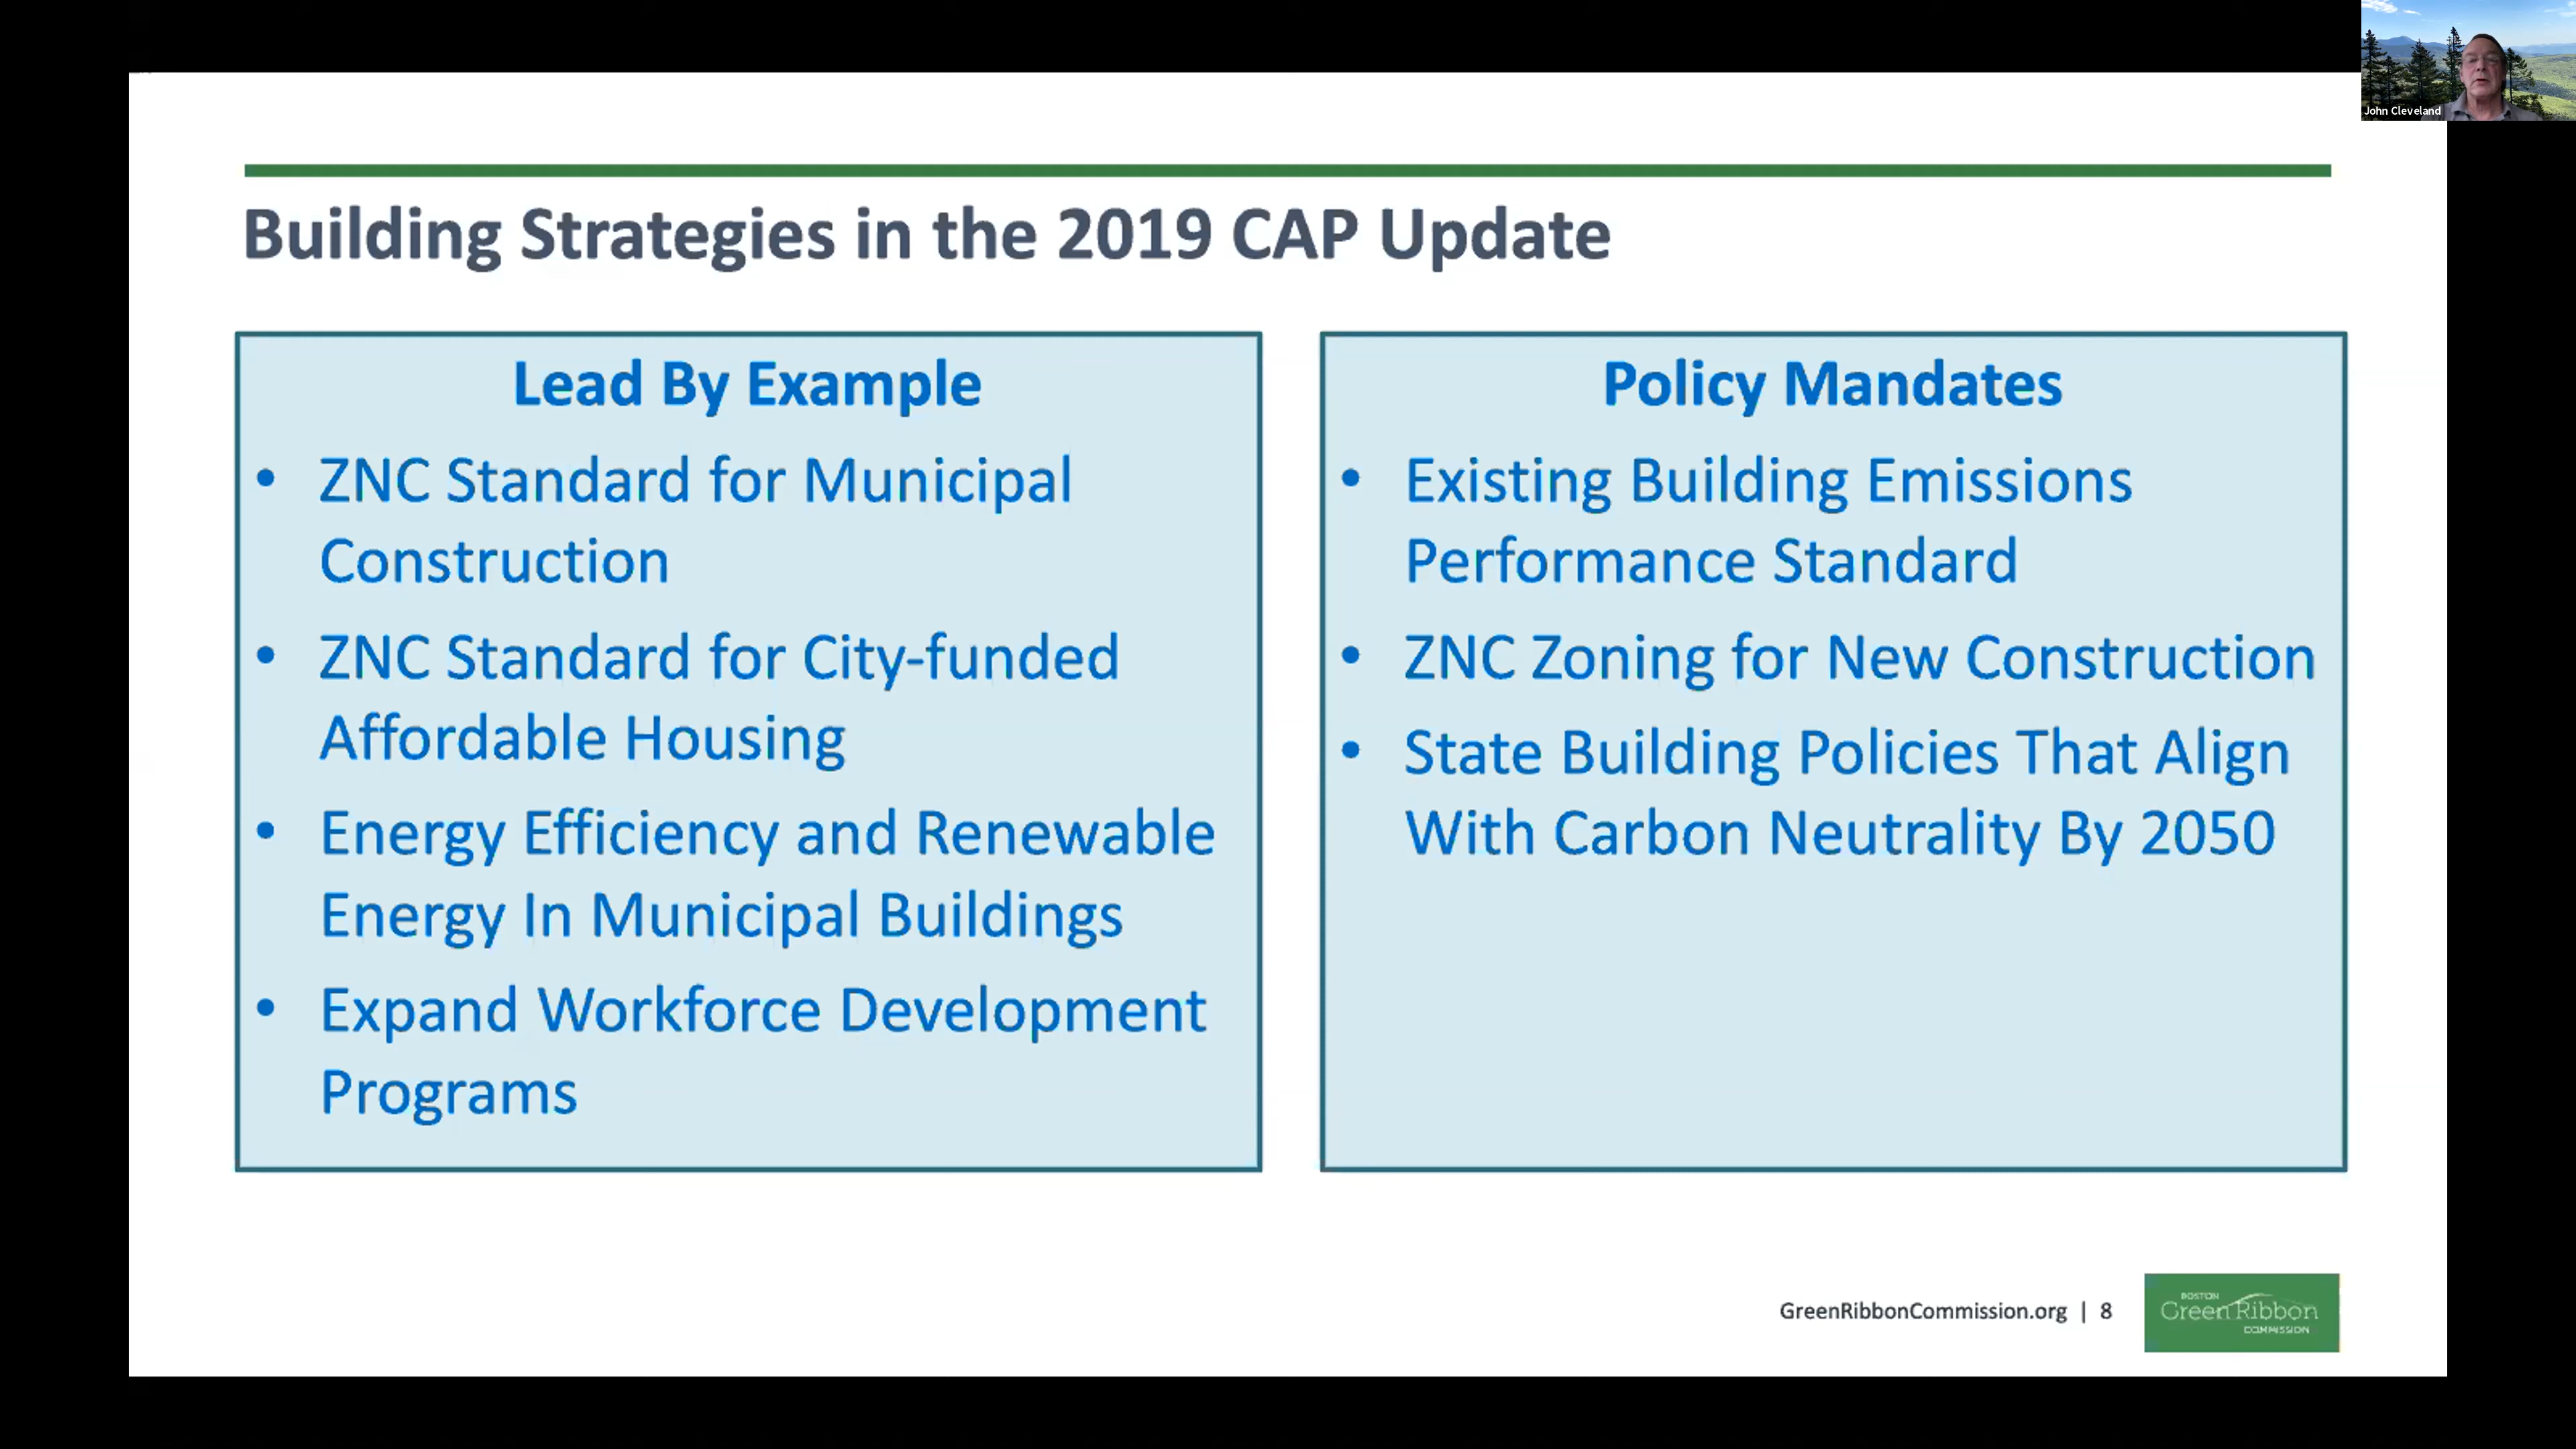 John Cleveland
Building Strategies in the 2019 CAP Update
Lead By Example
• ZNC Standard for Municipal
Construction
• ZNC Standard for City-funded
Affordable Housing
• Energy Efficiency and Renewable
Energy In Municipal Buildings
• Expand Workforce Development
Programs
Policy Mandates
• Existing Building Emissions
Performance Standard
• ZNC Zoning for New Construction
• State Building Policies That Align
With Carbon Neutrality By 2050
GreenRibbonCommission.org | 8
BOSTON
GreenRibbon
COMMISSION